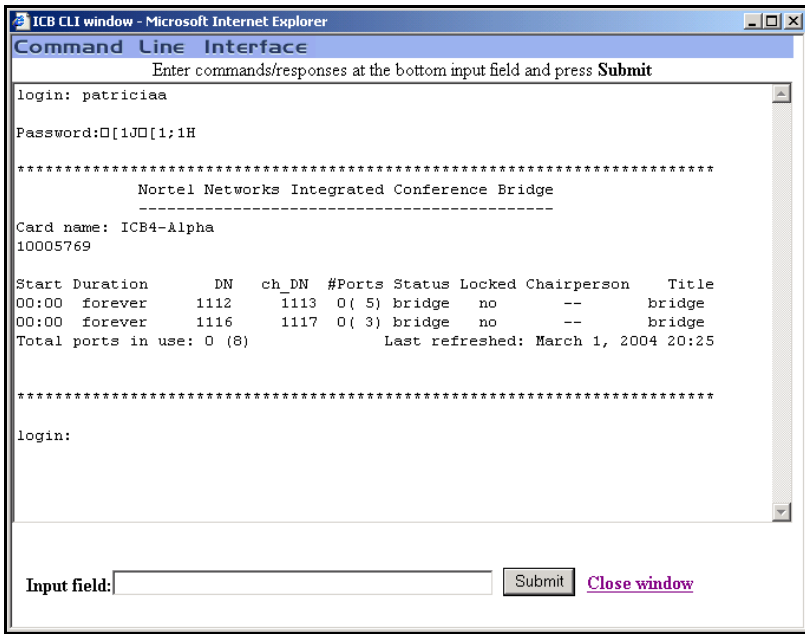 ICB CLI window - Microsoft Internet Explorer
Command Line Interface
Enter commands/responses at the bottom input field and press Submit
login: patriciaa
Password:□[1J□[1;1H
**************************************************************************
Nortel Networks Integrated Conference Bridge
--------------------------------------------
Card name: ICB4-Alpha
10005769
Start Duration DN ch_DN #Ports Status Locked Chairperson Title
00:00 forever 1112 1113 0( 5) bridge no -- bridge
00:00 forever 1116 1117 0( 3) bridge no -- bridge
Total ports in use: 0 (8) Last refreshed: March 1, 2004 20:25
**************************************************************************
login:
Input field: Submit Close window